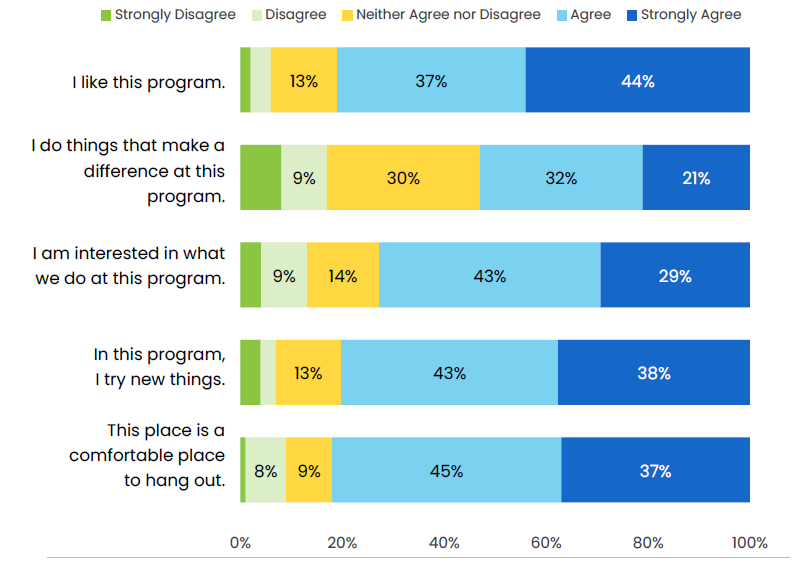 Strongly Disagree Disagree Neither Agree nor Disagree Agree Strongly Agree
I like this program.
13% 37% 44%
I do things that make a
difference at this
program.
9% 30% 32% 21%
I am interested in what
we do at this program.
9% 14% 43% 29%
In this program,
I try new things.
13% 43% 38%
This place is a
comfortable place
to hang out.
8% 9% 45% 37%
0% 20% 40% 60% 80% 100%